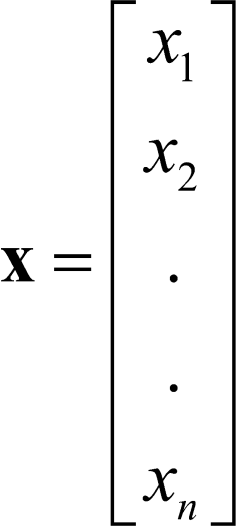 x₁
x₂
x = .
.
xₙ